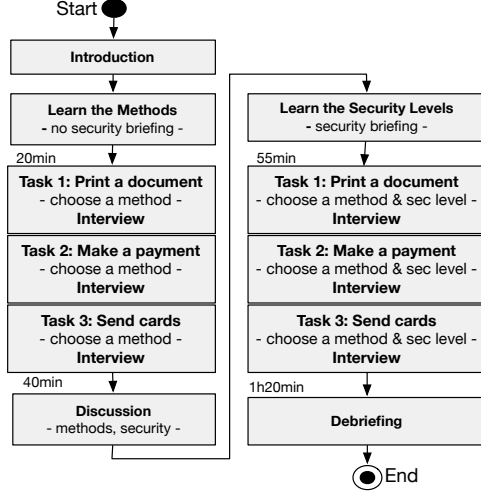 Start
Introduction
Learn the Methods
- no security briefing -
20min
Task 1: Print a document
- choose a method -
Interview
Task 2: Make a payment
- choose a method -
Interview
Task 3: Send cards
- choose a method -
Interview
40min
Discussion
- methods, security -
Learn the Security Levels
- security briefing -
55min
Task 1: Print a document
- choose a method & sec level -
Interview
Task 2: Make a payment
- choose a method & sec level -
Interview
Task 3: Send cards
- choose a method & sec level -
Interview
1h20min
Debriefing
End